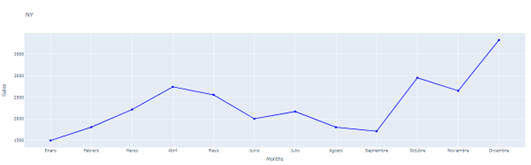 NY
3500
3000
2500
2000
1500
Sales
Enero Febrero Marzo Abril Mayo Junio Julio Agosto Septiembre Octubre Noviembre Diciembre
Months